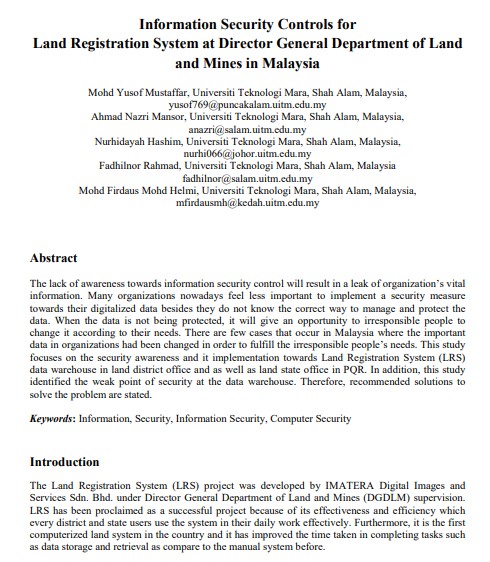 Information Security Controls for
Land Registration System at Director General Department of Land
and Mines in Malaysia
Mohd Yusof Mustaffar, Universiti Teknologi Mara, Shah Alam, Malaysia,
yusof769@puncakalam.uitm.edu.my
Ahmad Nazri Mansor, Universiti Teknologi Mara, Shah Alam, Malaysia,
anazri@salam.uitm.edu.my
Nurhidayah Hashim, Universiti Teknologi Mara, Shah Alam, Malaysia,
nurhi066@johor.uitm.edu.my
Fadhilnor Rahmad, Universiti Teknologi Mara, Shah Alam, Malaysia
fadhilnor@salam.uitm.edu.my
Mohd Firdaus Mohd Helmi, Universiti Teknologi Mara, Shah Alam, Malaysia,
mfirdausmh@kedah.uitm.edu.my
Abstract
The lack of awareness towards information security control will result in a leak of organization's vital
information. Many organizations nowadays feel less important to implement a security measure
towards their digitalized data besides they do not know the correct way to manage and protect the
data. When the data is not being protected, it will give an opportunity to irresponsible people to
change it according to their needs. There are few cases that occur in Malaysia where the important
data in organizations had been changed in order to fulfill the irresponsible people's needs. This study
focuses on the security awareness and it implementation towards Land Registration System (LRS)
data warehouse in land district office and as well as land state office in PQR. In addition, this study
identified the weak point of security at the data warehouse. Therefore, recommended solutions to
solve the problem are stated.
Keywords: Information, Security, Information Security, Computer Security
Introduction
The Land Registration System (LRS) project was developed by IMATERA Digital Images and
Services Sdn. Bhd. under Director General Department of Land and Mines (DGDLM) supervision.
LRS has been proclaimed as a successful project because of its effectiveness and efficiency which
every district and state users use the system in their daily work effectively. Furthermore, it is the first
computerized land system in the country and it has improved the time taken in completing tasks such
as data storage and retrieval as compare to the manual system before.